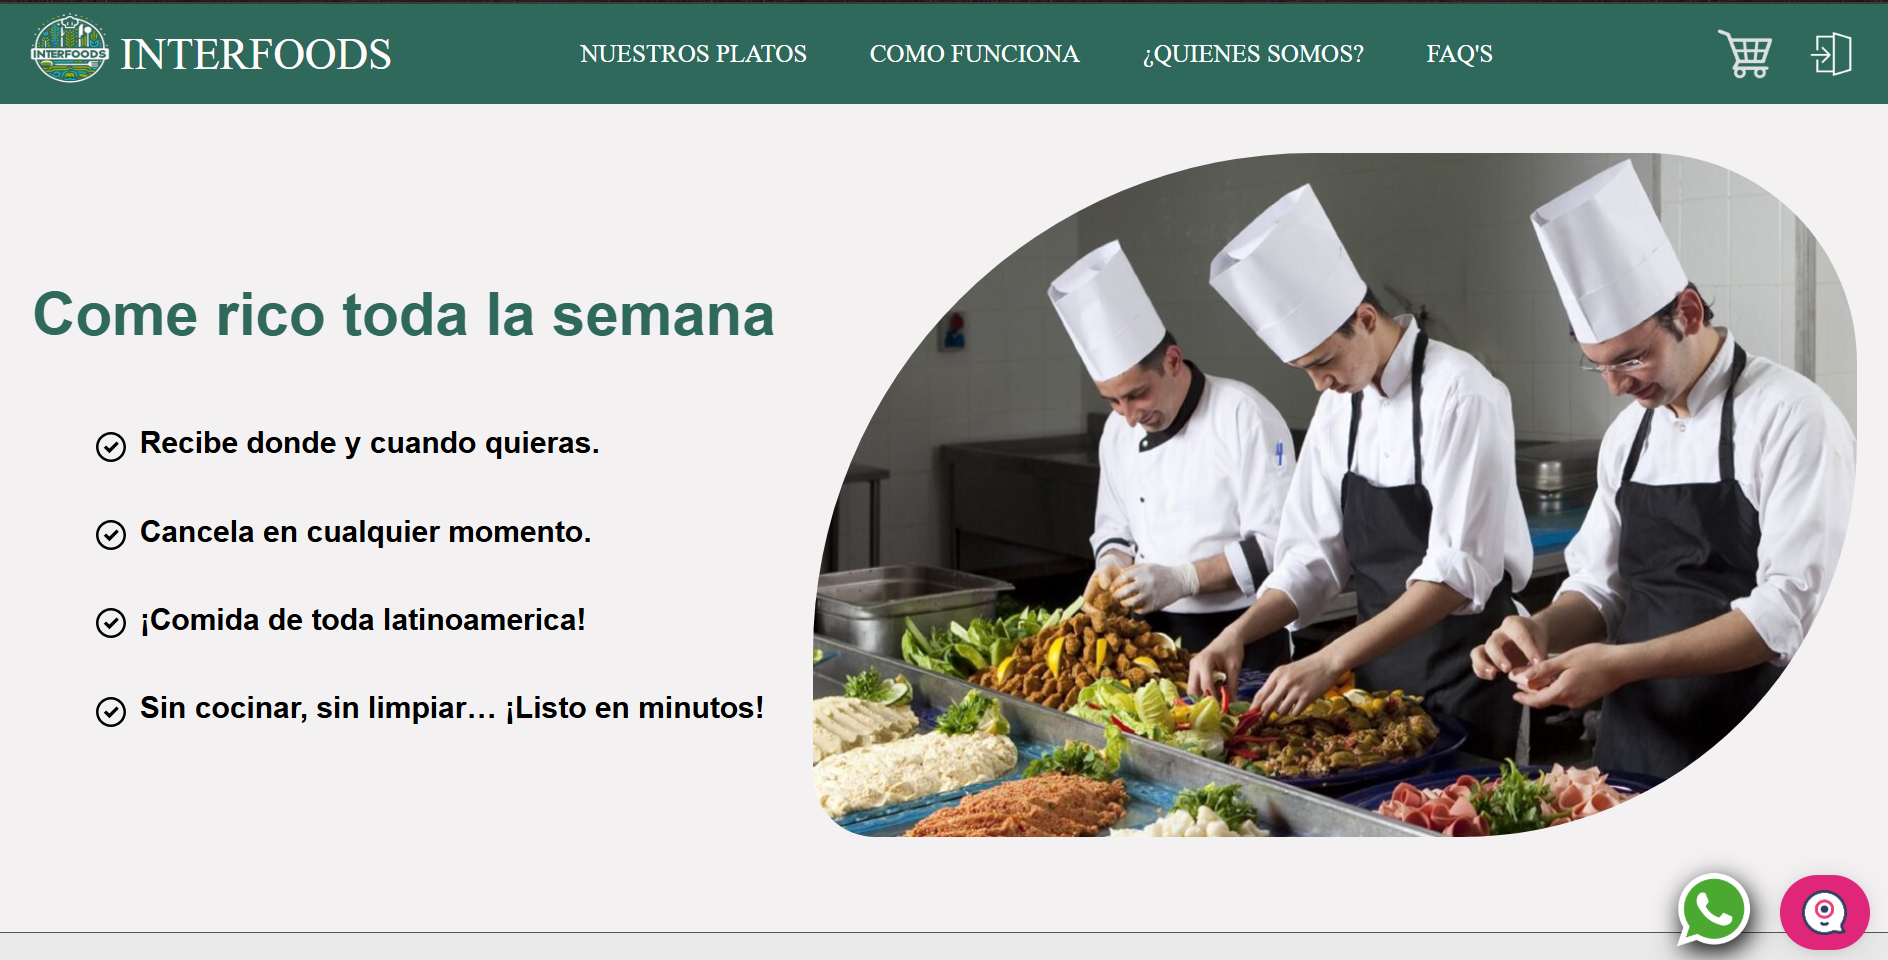 INTERFOODS
INTERFOODS
NUESTROS PLATOS
COMO FUNCIONA
¿QUIENES SOMOS?
FAQ'S
Come rico toda la semana
Recibe donde y cuando quieras.
Cancela en cualquier momento.
¡Comida de toda latinoamerica!
Sin cocinar, sin limpiar... ¡Listo en minutos!